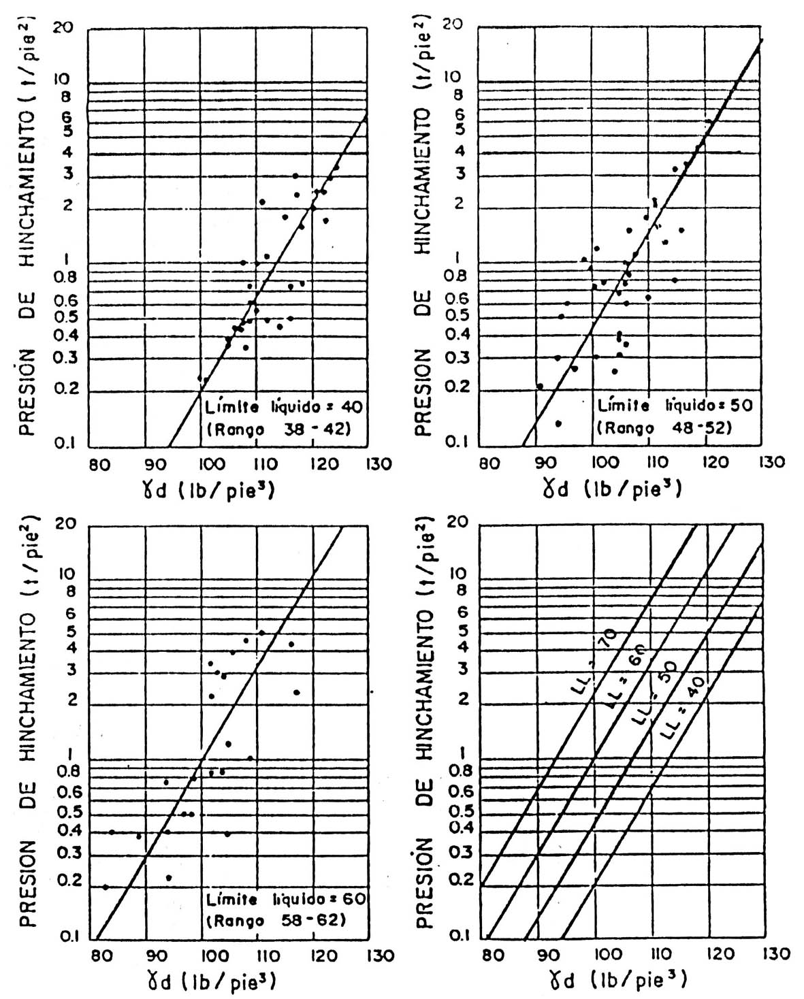 PRESIÓN DE HINCHAMIENTO (t/pie²)
20
10
8
6
5
4
3
2
1
0.8
0.6
0.5
0.4
0.3
0.2
0.1
Límite líquido = 40
(Rango 38-42)
80 90 100 110 120 130
γd (lb/pie³)
PRESION DE HINCHAMIENTO (t/pie²)
20
10
8
6
5
4
3
2
1
0.8
0.6
0.5
0.4
0.3
0.2
0.1
Límite líquido = 50
(Rango 48-52)
80 90 100 110 120 130
γd (lb/pie³)
PRESION DE HINCHAMIENTO (t/pie²)
20
10
8
6
5
4
3
2
1
0.8
0.6
0.5
0.4
0.3
0.2
0.1
Límite líquido = 60
(Rango 58-62)
80 90 100 110 120 130
γd (lb/pie³)
PRESIÓN DE HINCHAMIENTO (t/pie²)
20
10
8
6
5
4
3
2
1
0.8
0.6
0.5
0.4
0.3
0.2
0.1
LL = 70
LL = 60
LL = 50
LL = 40
80 90 100 110 120 130
γd (lb/pie³)